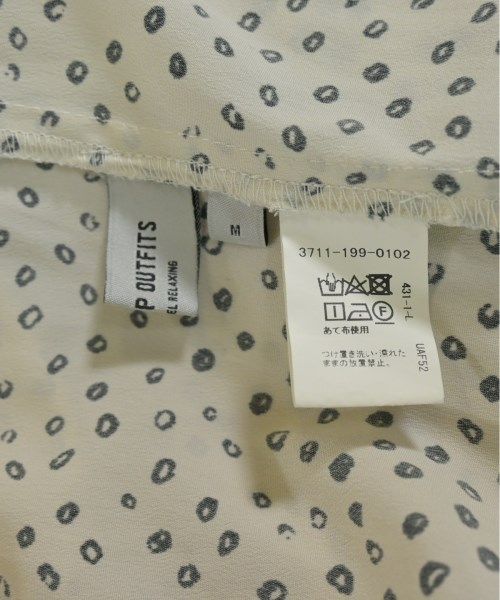 P OUTFITS
EL RELAXING
M
3711-199-0102
あて布使用
つけ置き洗い・濡れた
ままの放置禁止。
431-I-L
UAF52